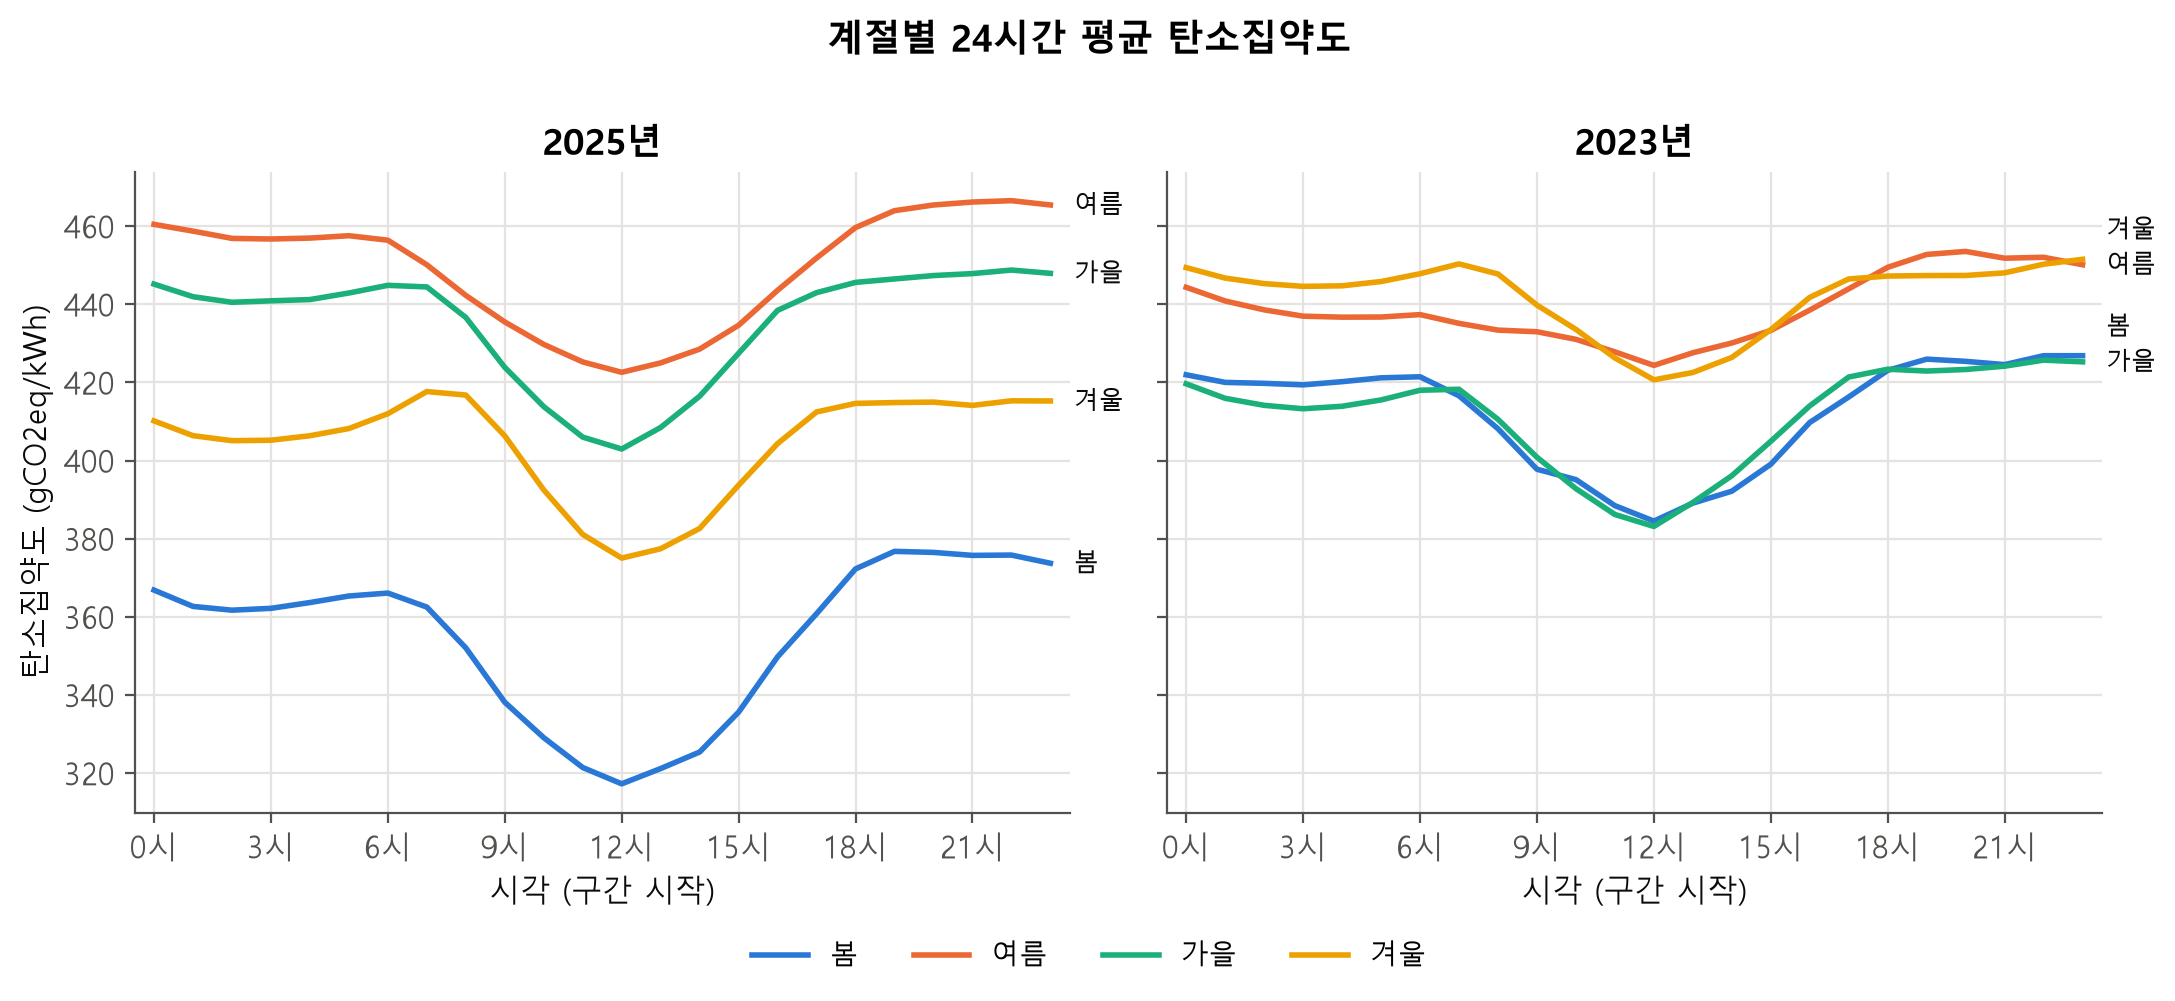 계절별 24시간 평균 탄소집약도
2025년
2023년
탄소집약도 (gCO2eq/kWh)
460
440
420
400
380
360
340
320
여름
가을
겨울
봄
겨울
여름
봄
가을
0시 3시 6시 9시 12시 15시 18시 21시
0시 3시 6시 9시 12시 15시 18시 21시
시각 (구간 시작)
시각 (구간 시작)
봄 여름 가을 겨울